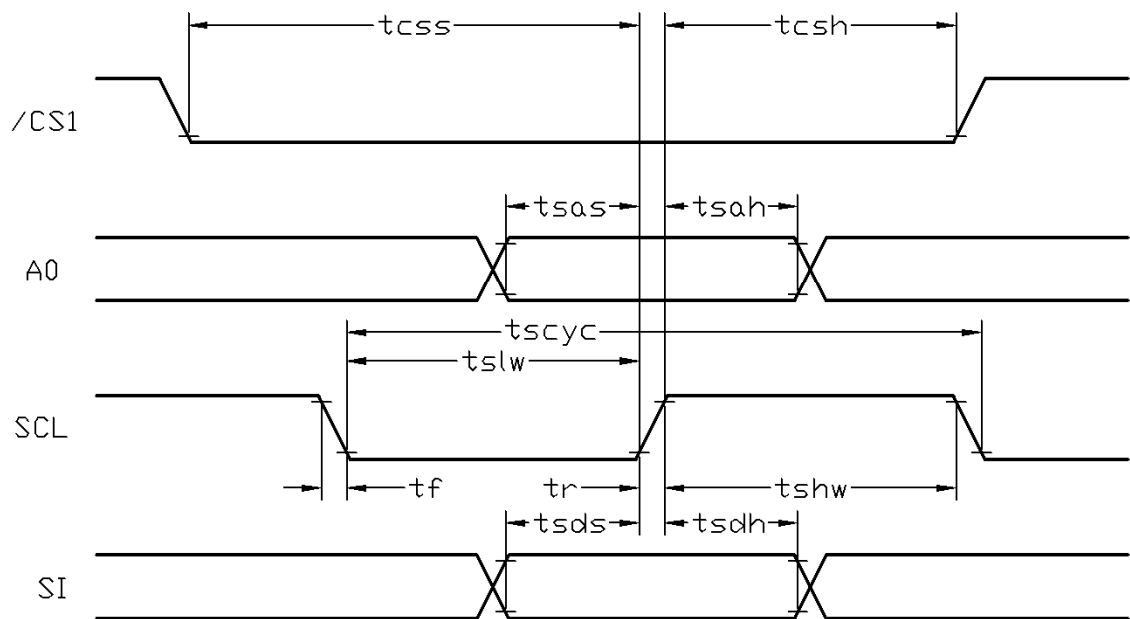 tcss tcsh
/CS1
tsas tsah
A0
tscyc
tslw
SCL
tf tr tshw
tsds tsdh
SI